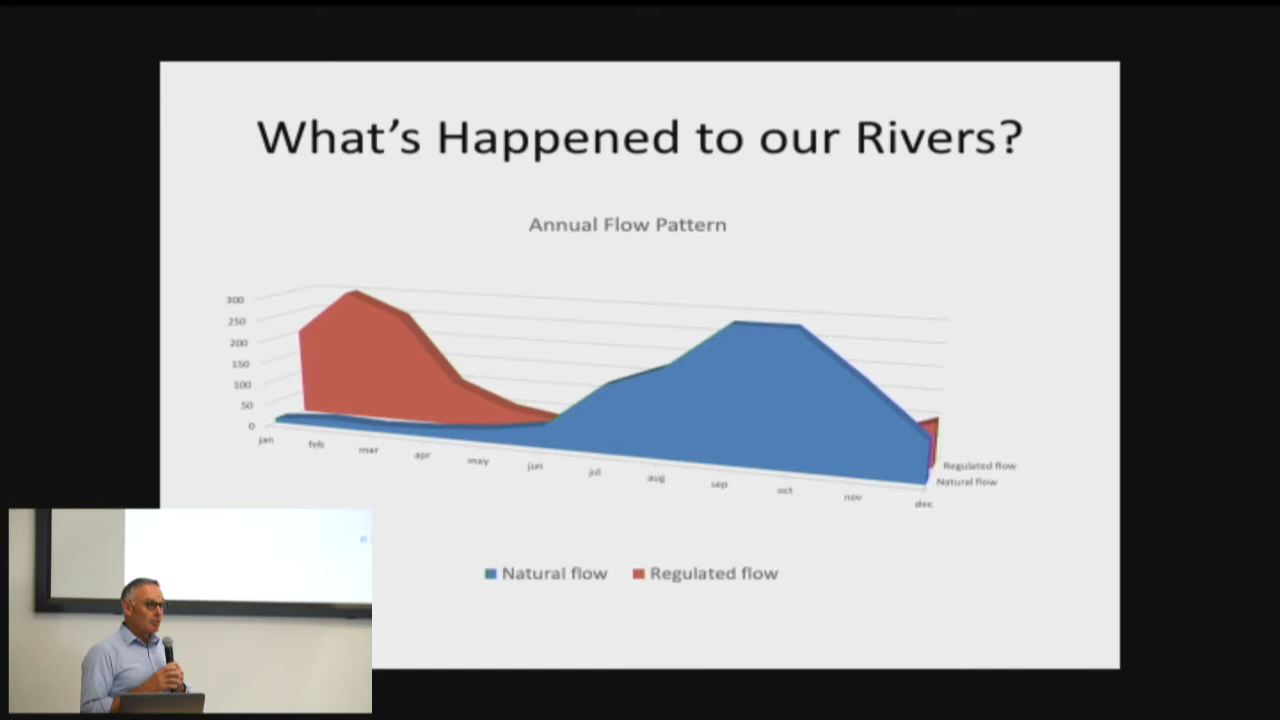 What's Happened to our Rivers?
Annual Flow Pattern
300
250
200
150
100
50
0
jan
feb
mar
apr
may
jun
jul
aug
sep
oct
nov
dec
Regulated flow
Natural flow
Natural flow
Regulated flow